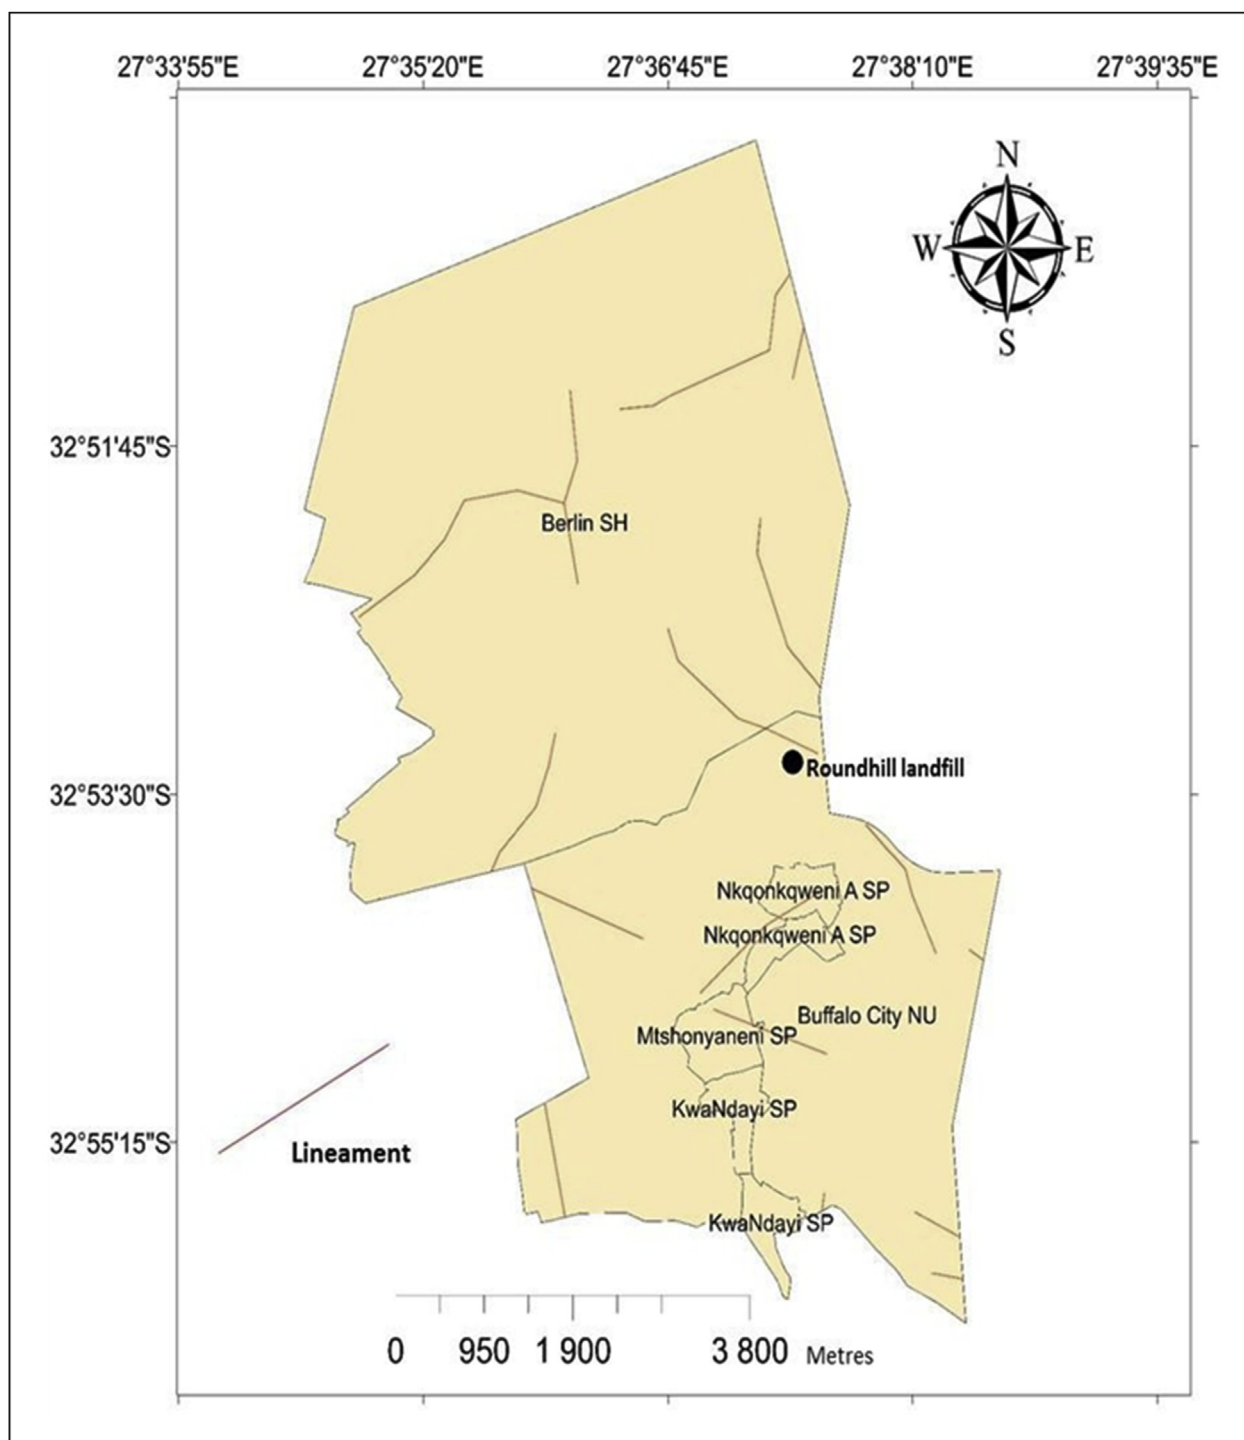 27°33'55"E 27°35'20"E 27°36'45"E 27°38'10"E 27°39'35"E
N
W E
S
32°51'45"S
Berlin SH
Roundhill landfill
32°53'30"S
Nkqonkqweni A SP
Nkqonkqweni A SP
Buffalo City NU
Mtshonyaneni SP
KwaNdayi SP
32°55'15"S
Lineament
KwaNdayi SP
0 950 1 900 3 800 Metres